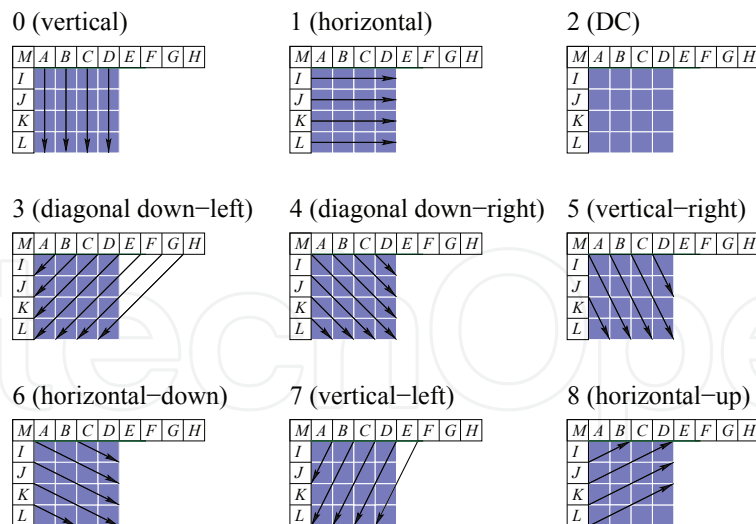 0 (vertical) 1 (horizontal) 2 (DC)
M A B C D E F G H M A B C D E F G H M A B C D E F G H
I I I
J J J
K K K
L L L
3 (diagonal down−left) 4 (diagonal down−right) 5 (vertical−right)
M A B C D E F G H M A B C D E F G H M A B C D E F G H
I I I
J J J
K K K
L L L
6 (horizontal−down) 7 (vertical−left) 8 (horizontal−up)
M A B C D E F G H M A B C D E F G H M A B C D E F G H
I I I
J J J
K K K
L L L